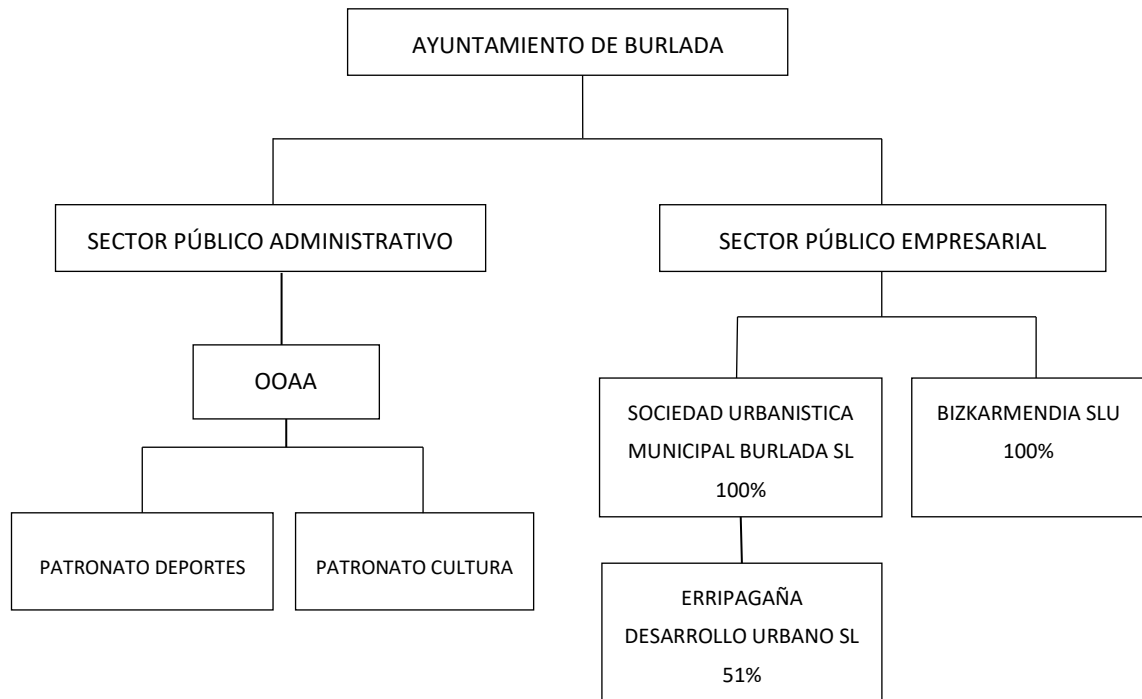 AYUNTAMIENTO DE BURLADA
SECTOR PÚBLICO ADMINISTRATIVO
SECTOR PÚBLICO EMPRESARIAL
OOAA
SOCIEDAD URBANISTICA
MUNICIPAL BURLADA SL
100%
BIZKARMENDIA SLU
100%
PATRONATO DEPORTES
PATRONATO CULTURA
ERRIPAGAÑA
DESARROLLO URBANO SL
51%